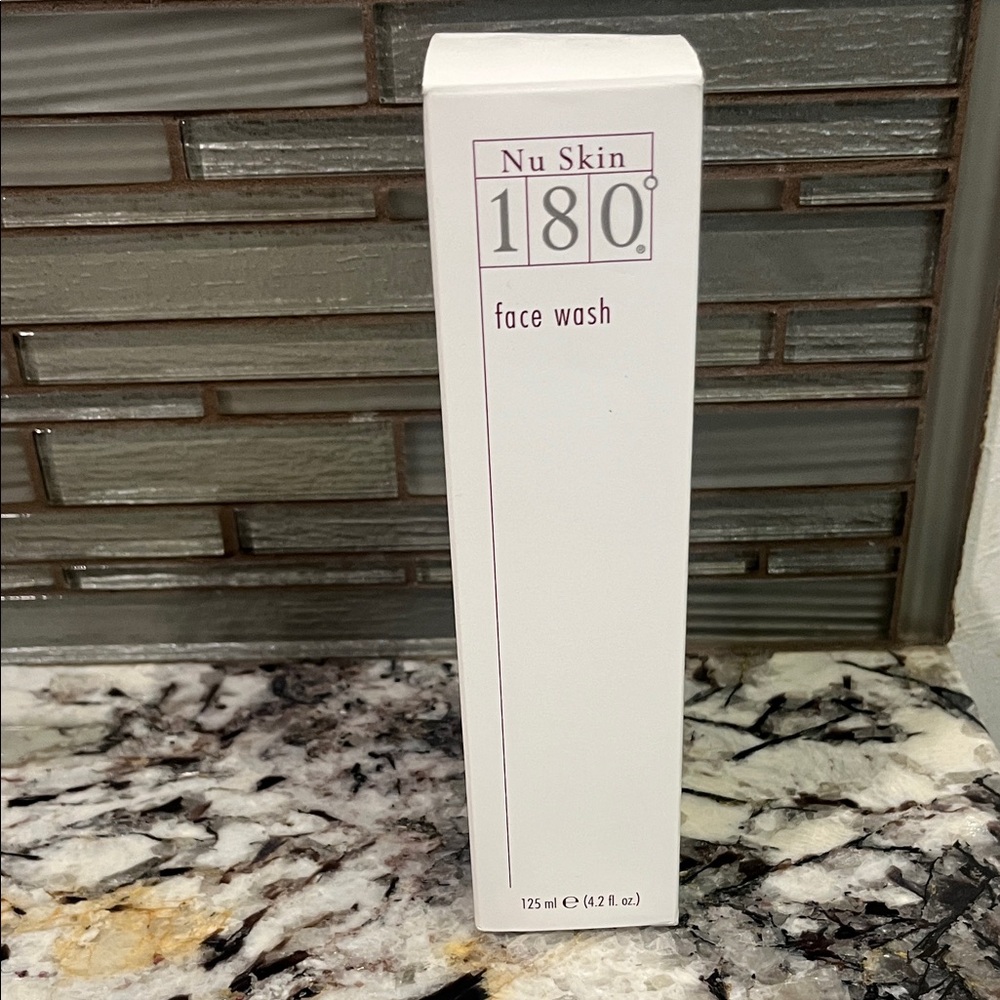 Nu Skin
180°®
face wash
125 ml ℮ (4.2 fl. oz.)